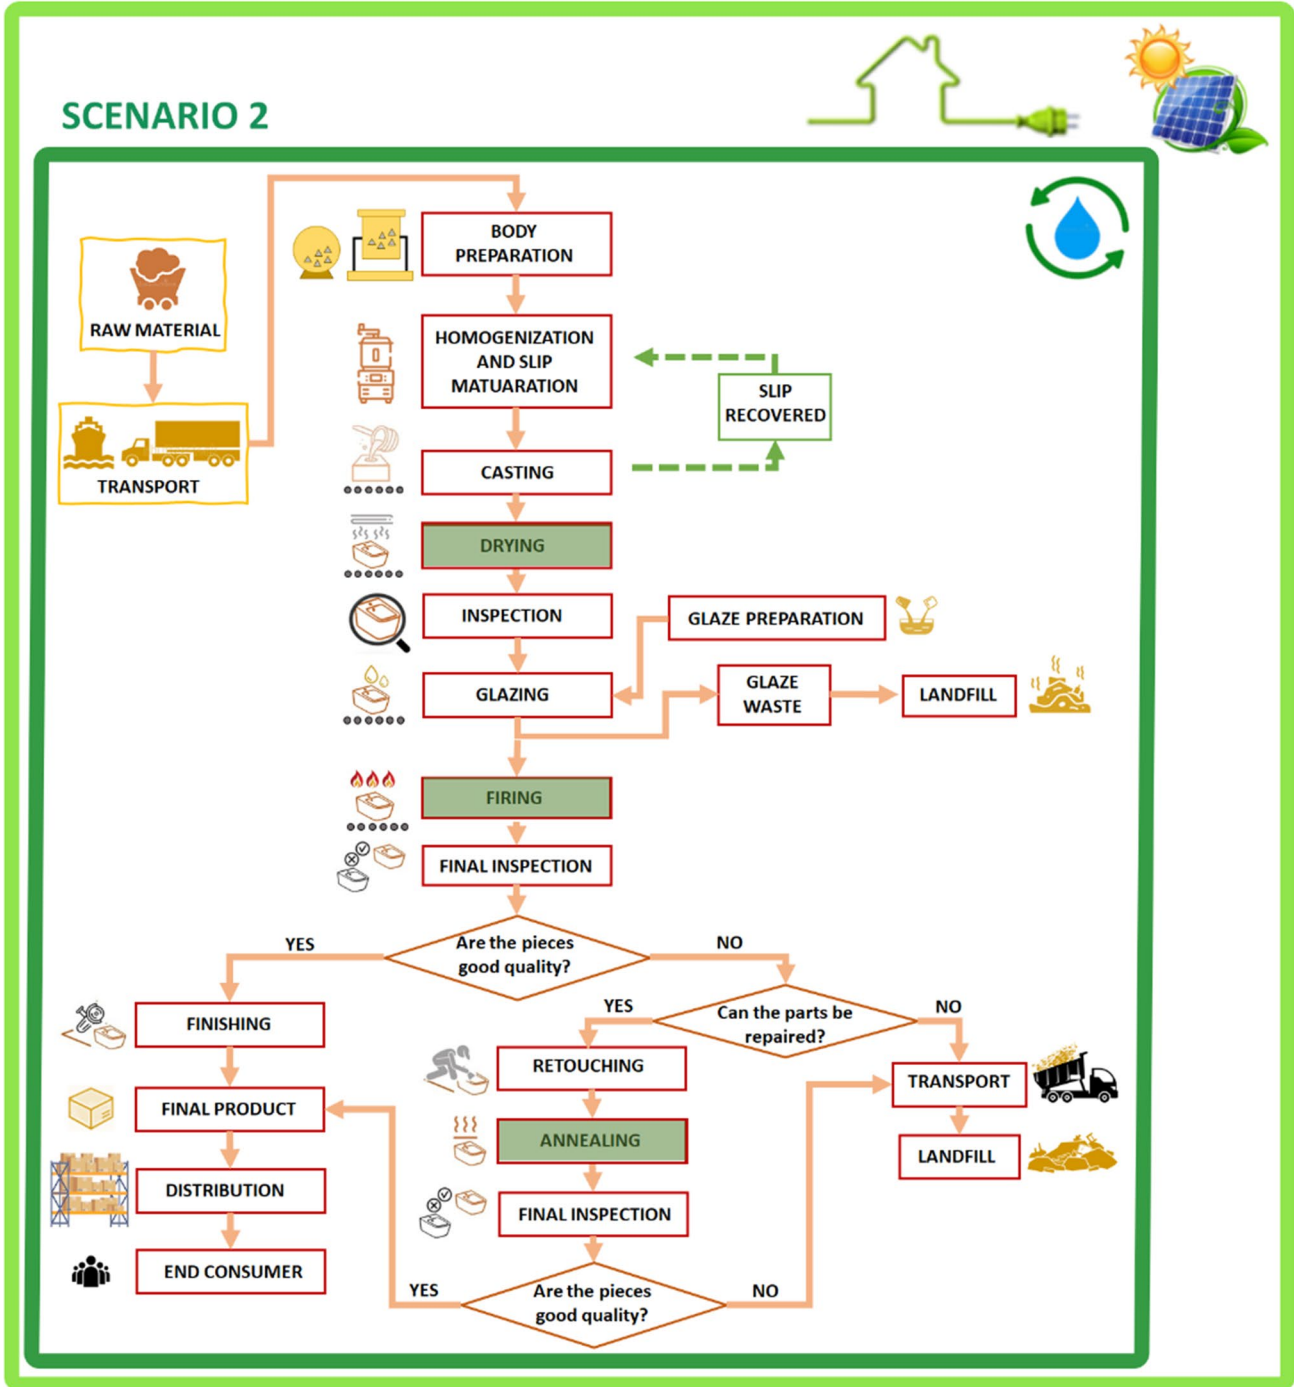 SCENARIO 2
BODY
PREPARATION
RAW MATERIAL
HOMOGENIZATION
AND SLIP
MATUARATION
SLIP
RECOVERED
TRANSPORT
CASTING
DRYING
INSPECTION
GLAZE PREPARATION
GLAZING
GLAZE
WASTE
LANDFILL
FIRING
FINAL INSPECTION
Are the pieces
good quality?
YES
NO
FINISHING
Can the parts be
repaired?
YES
NO
RETOUCHING
TRANSPORT
FINAL PRODUCT
ANNEALING
LANDFILL
DISTRIBUTION
FINAL INSPECTION
END CONSUMER
Are the pieces
good quality?
YES
NO